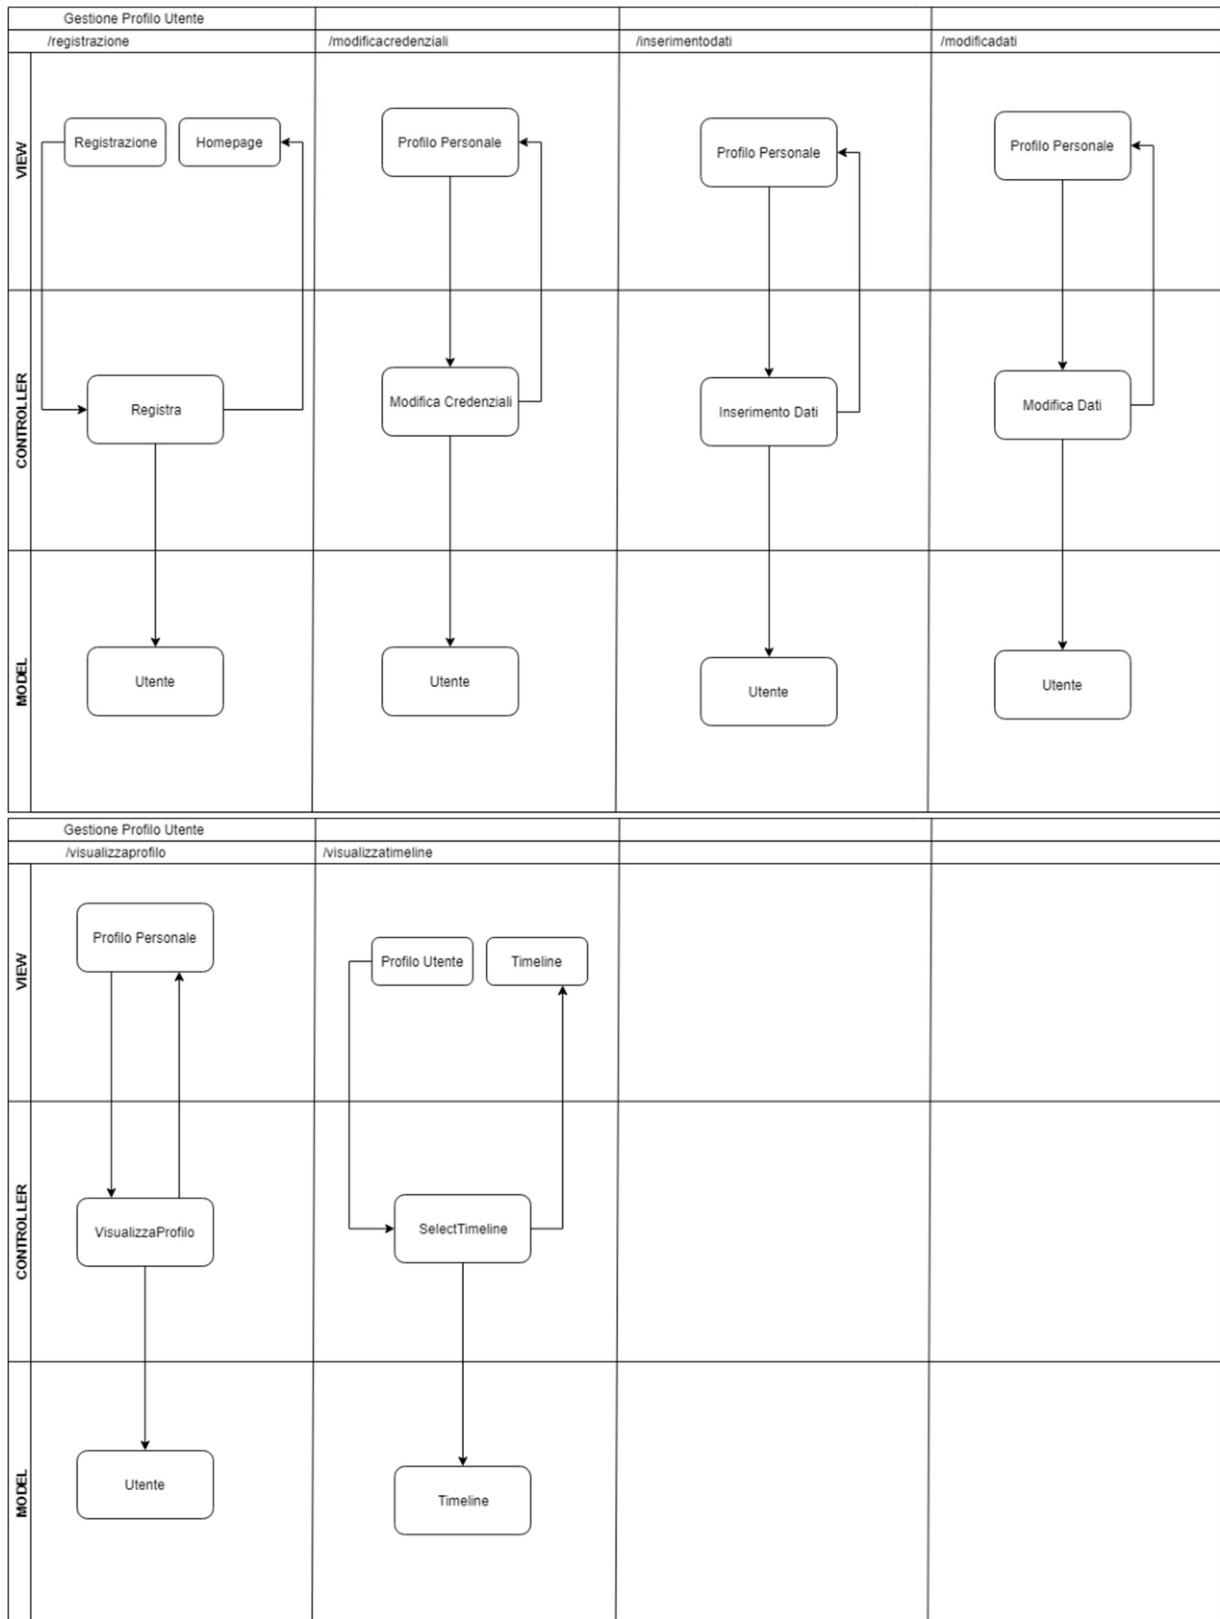 Gestione Profilo Utente
/registrazione
/modificacredenziali
/inserimentodati
/modificadati
VIEW
Registrazione
Homepage
Profilo Personale
Profilo Personale
Profilo Personale
CONTROLLER
Registra
Modifica Credenziali
Inserimento Dati
Modifica Dati
MODEL
Utente
Utente
Utente
Utente
Gestione Profilo Utente
/visualizzaprofilo
/visualizzatimeline
VIEW
Profilo Personale
Profilo Utente
Timeline
CONTROLLER
VisualizzaProfilo
SelectTimeline
MODEL
Utente
Timeline